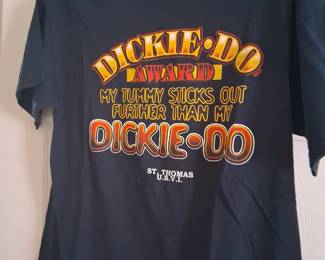 DICKIE•DO
AWARD
MY TUMMY STICKS OUT
FURTHER THAN MY
DICKIE•DO
ST. THOMAS
U.S.V.I.